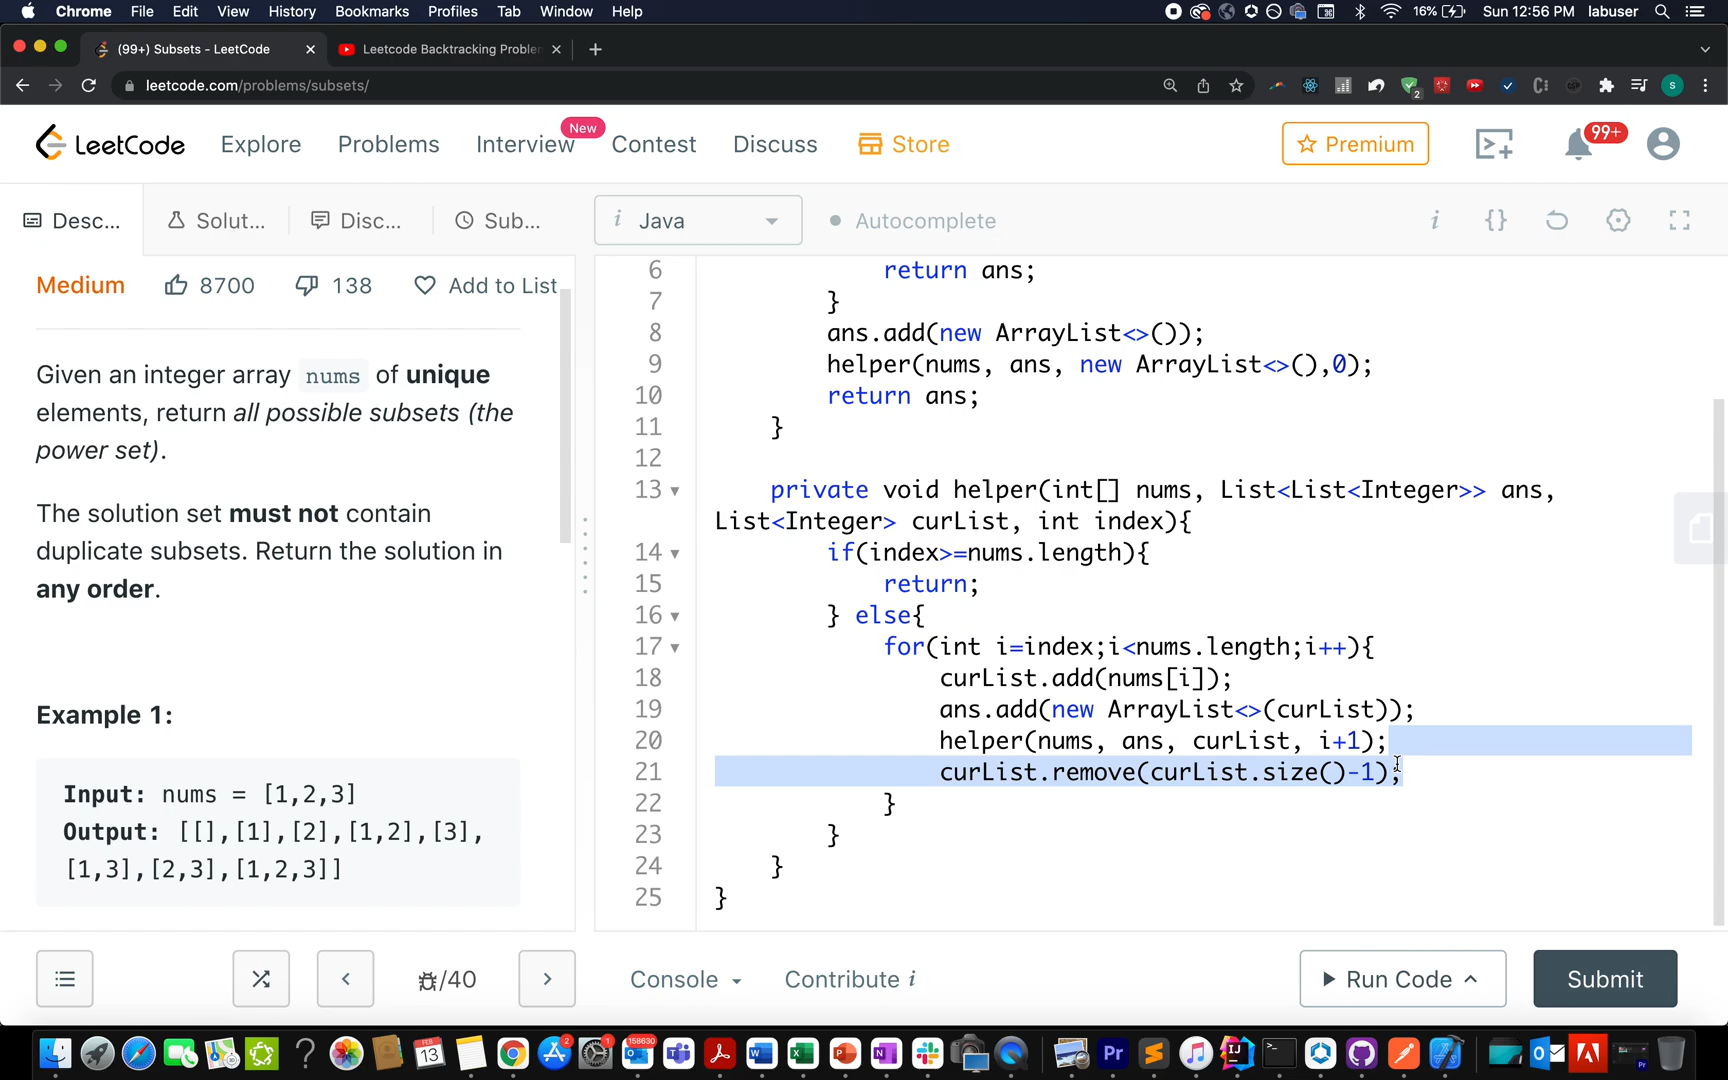 Chrome File Edit View History Bookmarks Profiles Tab Window Help 16% Sun 12:56 PM labuser
(99+) Subsets - LeetCode Leetcode Backtracking Proble
leetcode.com/problems/subsets/ 2 S
LeetCode Explore Problems Interview New Contest Discuss Store Premium 99+
Desc... Solut... Disc... Sub... i Java Autocomplete i {}
Medium 8700 138 Add to List
Given an integer array nums of unique
elements, return all possible subsets (the
power set).
The solution set must not contain
duplicate subsets. Return the solution in
any order.
Example 1:
Input: nums = [1,2,3]
Output: [[],[1],[2],[1,2],[3],
[1,3],[2,3],[1,2,3]]
6 return ans;
7 }
8 ans.add(new ArrayList<>());
9 helper(nums, ans, new ArrayList<>(),0);
10 return ans;
11 }
12
13 private void helper(int[] nums, List<List<Integer>> ans,
List<Integer> curList, int index){
14 if(index>=nums.length){
15 return;
16 } else{
17 for(int i=index;i<nums.length;i++){
18 curList.add(nums[i]);
19 ans.add(new ArrayList<>(curList));
20 helper(nums, ans, curList, i+1);
21 curList.remove(curList.size()-1);
22 }
23 }
24 }
25 }
/40 Console Contribute i Run Code Submit
FEB 13 2 1 158630